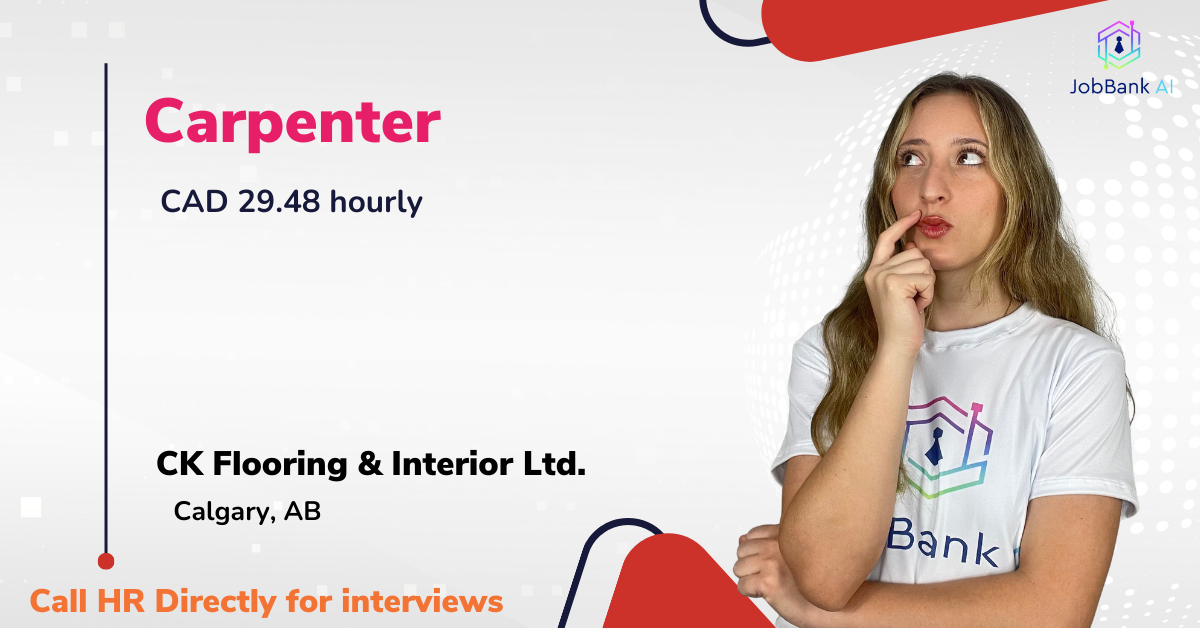 JobBank AI
Carpenter
CAD 29.48 hourly
CK Flooring & Interior Ltd.
Calgary, AB
Bank
Call HR Directly for interviews